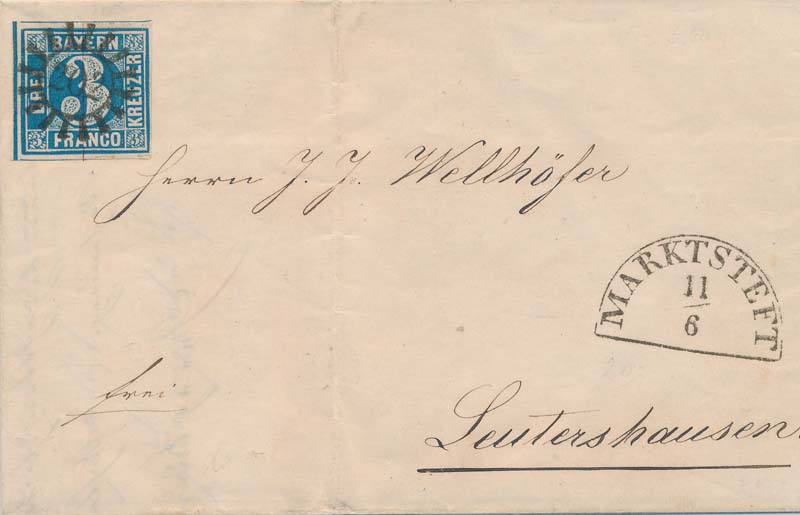 BAYERN
DREI
3
KREUZER
FRANCO
Herrn J. J. Wellhöfer
MARKTSTEFT
11
6
frei
Leutershausen.